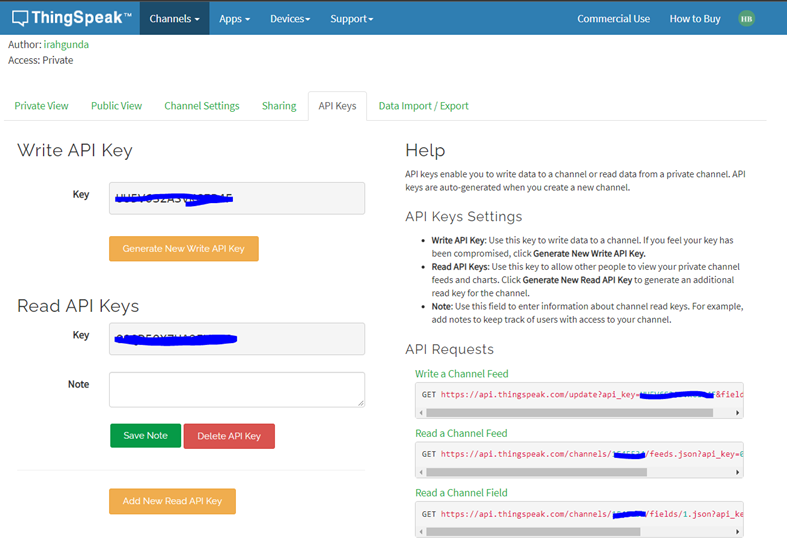 ThingSpeak™ Channels Apps Devices Support Commercial Use How to Buy HR
Author: irahgunda
Access: Private
Private View Public View Channel Settings Sharing API Keys Data Import / Export
Write API Key
Key
Generate New Write API Key
Read API Keys
Key
Note
Save Note Delete API Key
Add New Read API Key
Help
API keys enable you to write data to a channel or read data from a private channel. API
keys are auto-generated when you create a new channel.
API Keys Settings
• Write API Key: Use this key to write data to a channel. If you feel your key has
been compromised, click Generate New Write API Key.
• Read API Keys: Use this key to allow other people to view your private channel
feeds and charts. Click Generate New Read API Key to generate an additional
read key for the channel.
• Note: Use this field to enter information about channel read keys. For example,
add notes to keep track of users with access to your channel.
API Requests
Write a Channel Feed
GET https://api.thingspeak.com/update?api_key= &field
Read a Channel Feed
GET https://api.thingspeak.com/channels/ /feeds.json?api_key=
Read a Channel Field
GET https://api.thingspeak.com/channels/ /fields/1.json?api_ke